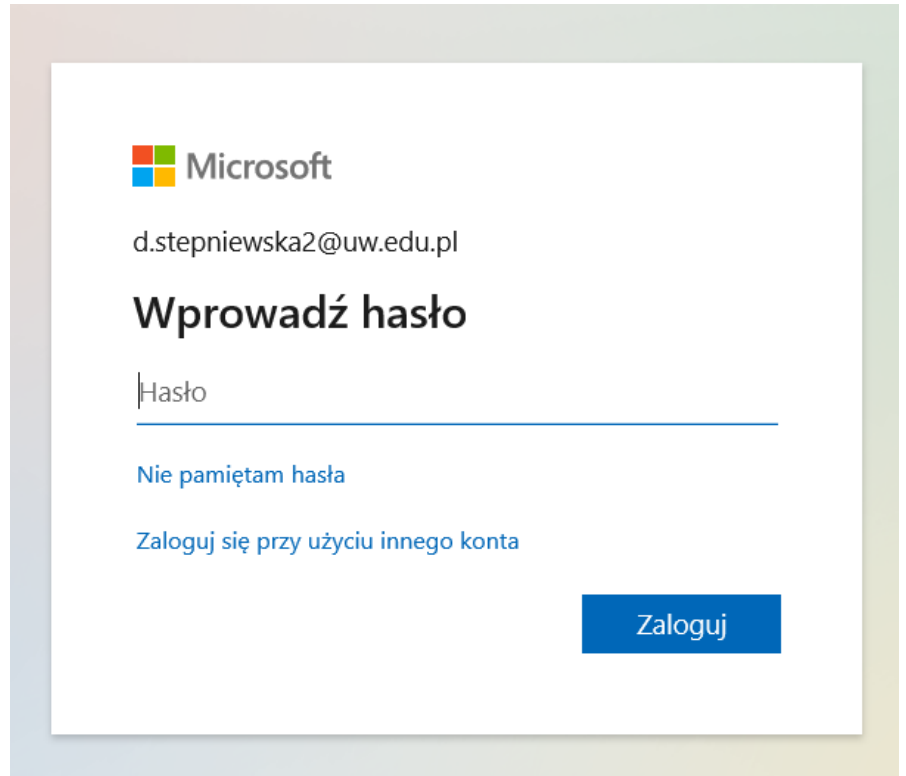 Microsoft
d.stepniewska2@uw.edu.pl
Wprowadź hasło
Hasło
Nie pamiętam hasła
Zaloguj się przy użyciu innego konta
Zaloguj